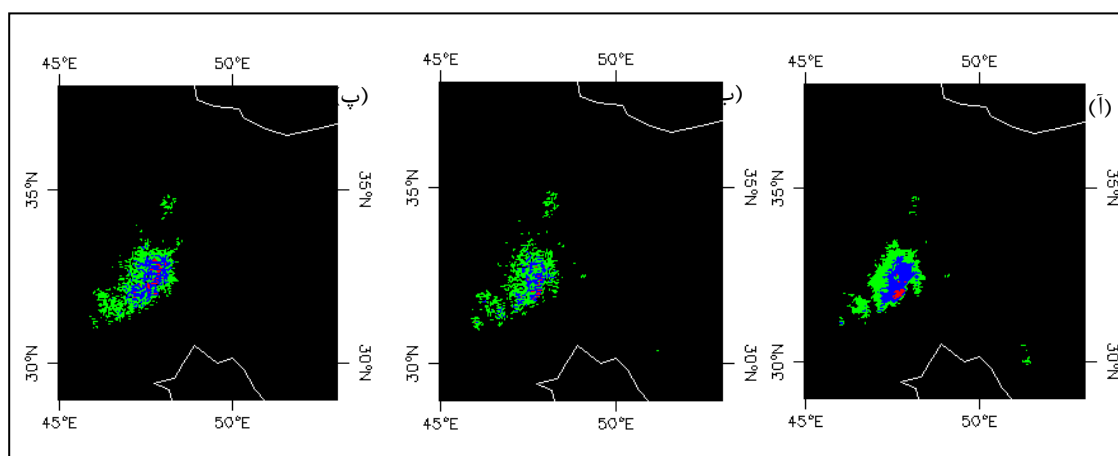 45°E 50°E 45°E 50°E 45°E 50°E
(پ) (ب (آ)
35°N 35°N 35°N 35°N 35°N 35°N
30°N 30°N 30°N 30°N 30°N 30°N
45°E 50°E 45°E 50°E 45°E 50°E